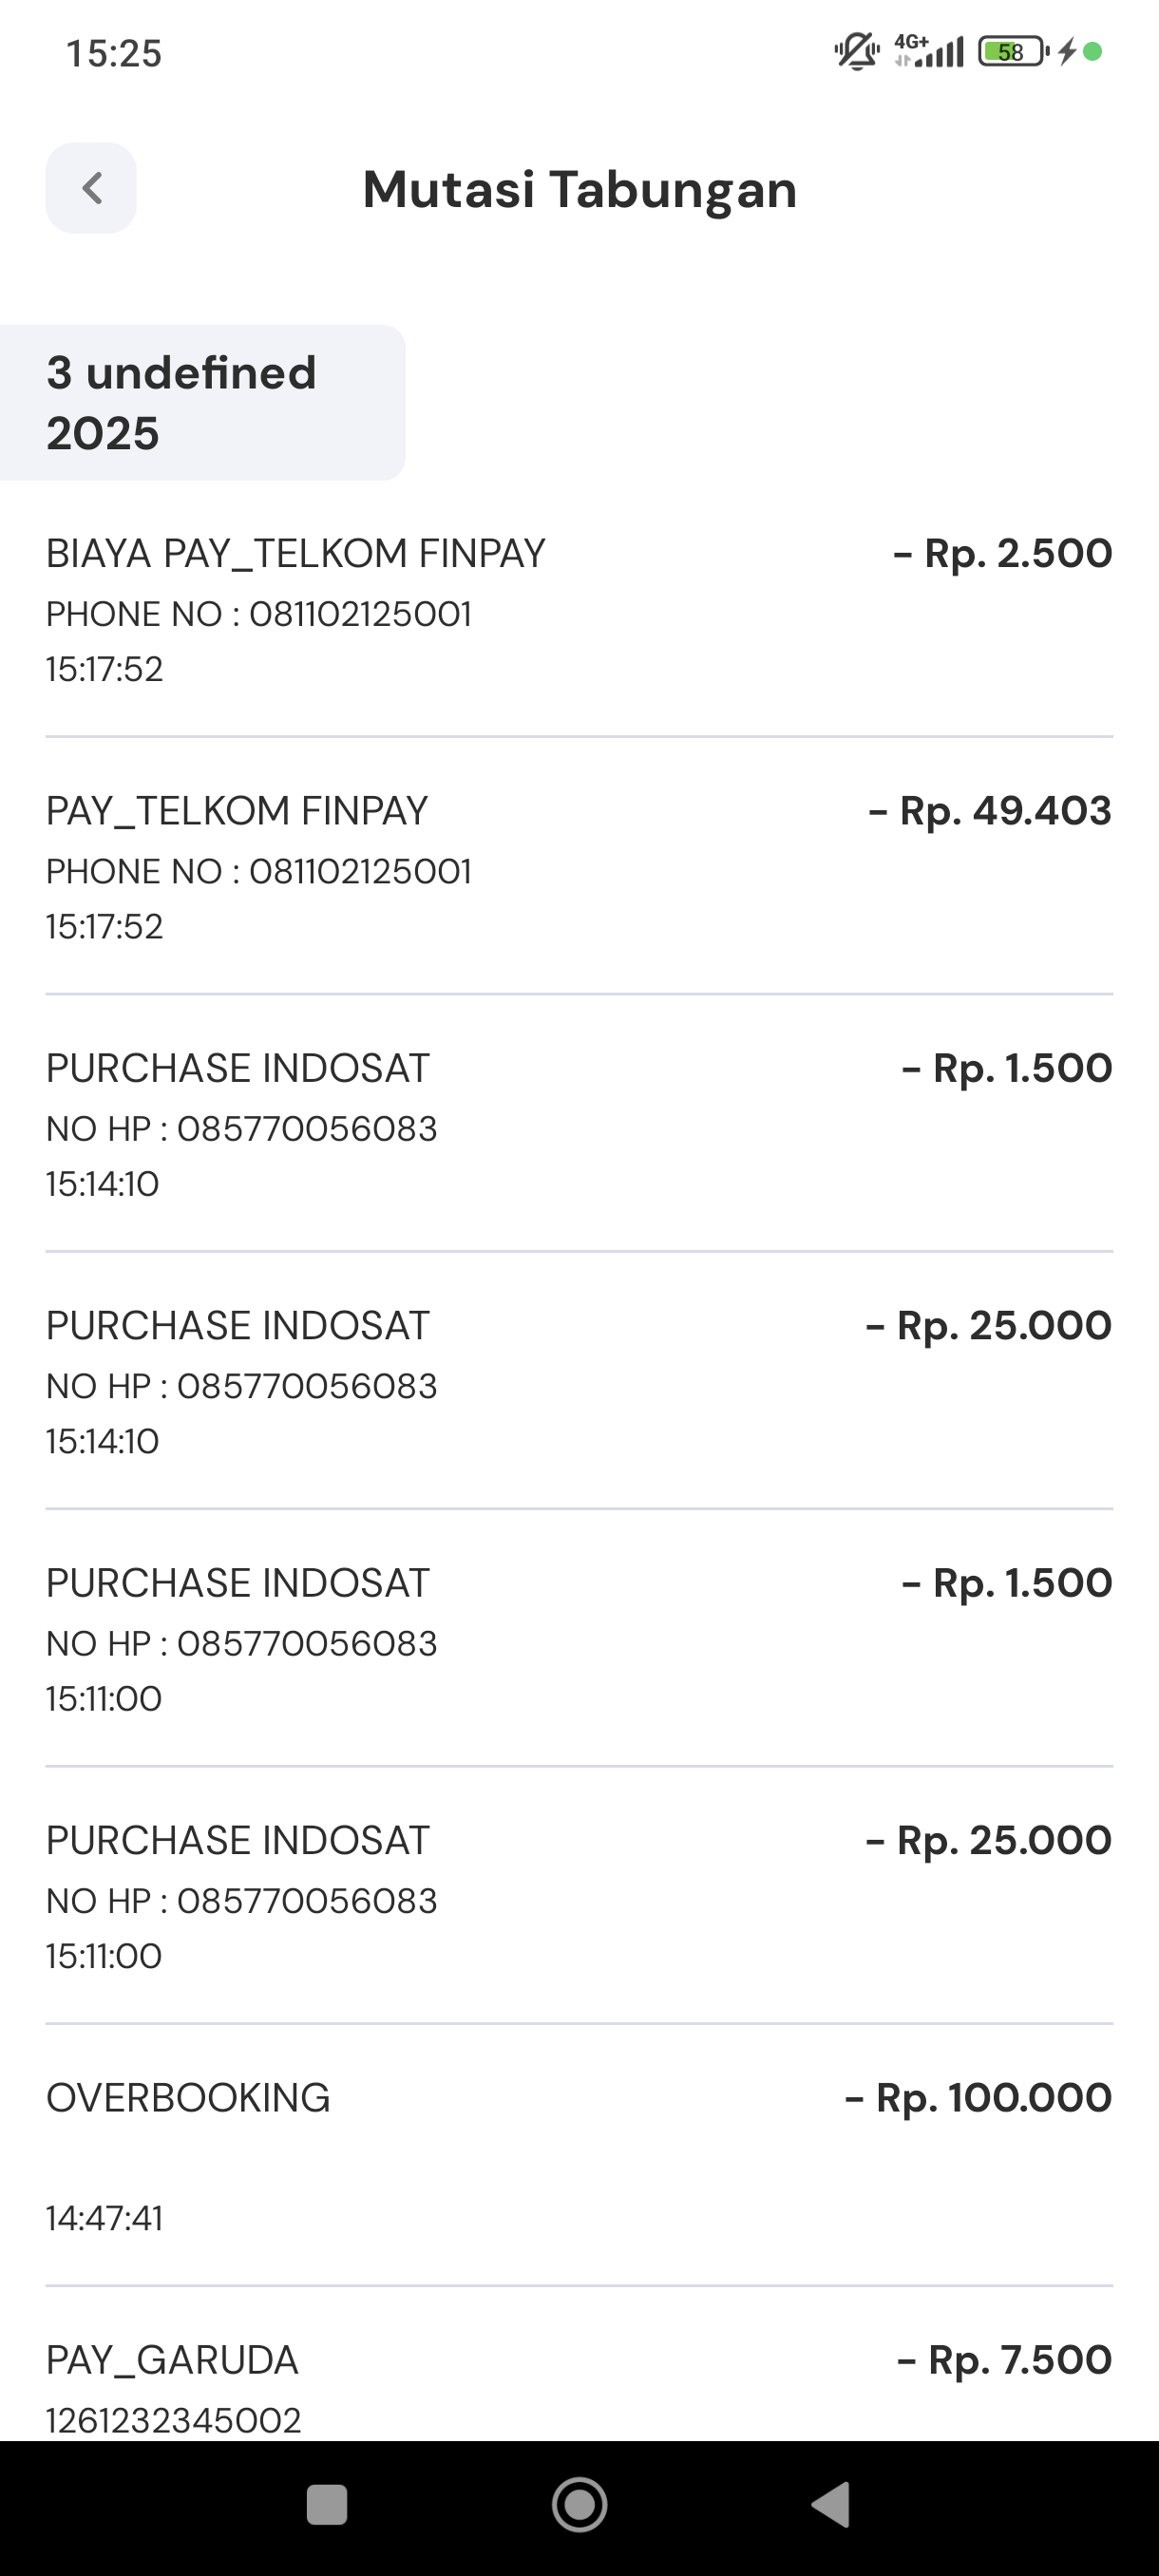 15:25
4G+ 58
Mutasi Tabungan
3 undefined
2025
BIAYA PAY_TELKOM FINPAY - Rp. 2.500
PHONE NO : 081102125001
15:17:52
PAY_TELKOM FINPAY - Rp. 49.403
PHONE NO : 081102125001
15:17:52
PURCHASE INDOSAT - Rp. 1.500
NO HP : 085770056083
15:14:10
PURCHASE INDOSAT - Rp. 25.000
NO HP : 085770056083
15:14:10
PURCHASE INDOSAT - Rp. 1.500
NO HP : 085770056083
15:11:00
PURCHASE INDOSAT - Rp. 25.000
NO HP : 085770056083
15:11:00
OVERBOOKING - Rp. 100.000
14:47:41
PAY_GARUDA - Rp. 7.500
1261232345002